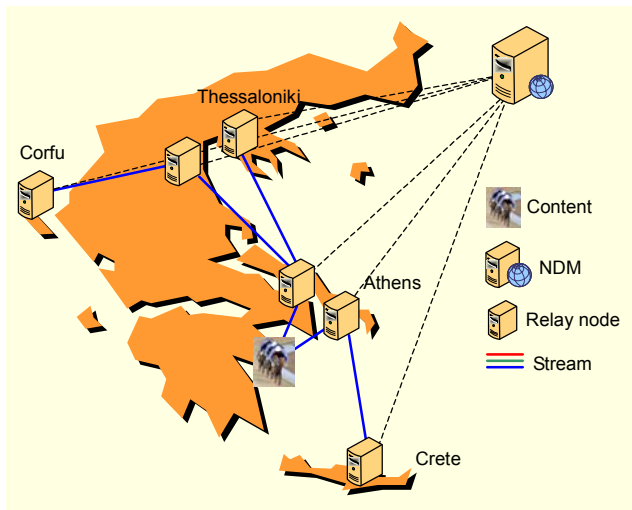 Thessaloniki
Corfu
Content
NDM
Athens
Relay node
Stream
Crete